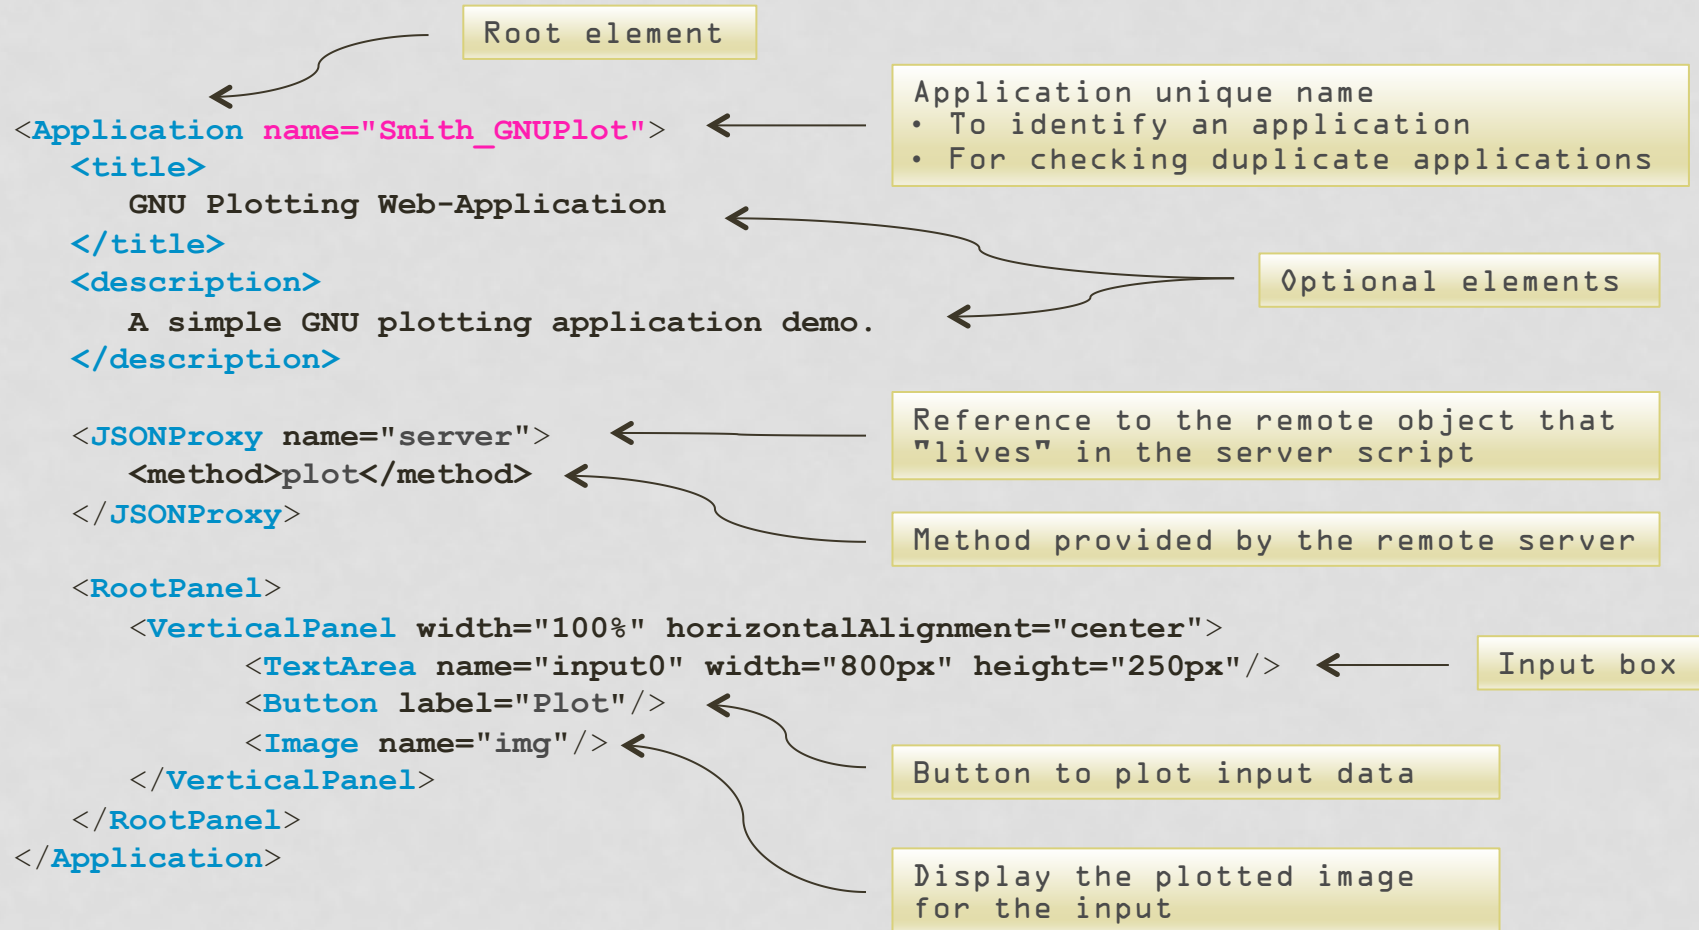 Root element
Application unique name
• To identify an application
• For checking duplicate applications
<Application name="Smith_GNUPlot">
<title>
GNU Plotting Web-Application
</title>
<description>
Optional elements
A simple GNU plotting application demo.
</description>
<JSONProxy name="server">
<method>plot</method>
</JSONProxy>
Reference to the remote object that
"lives" in the server script
Method provided by the remote server
<RootPanel>
<VerticalPanel width="100%" horizontalAlignment="center">
<TextArea name="input0" width="800px" height="250px"/>
Input box
<Button label="Plot"/>
<Image name="img"/>
Button to plot input data
</VerticalPanel>
</RootPanel>
</Application>
Display the plotted image
for the input